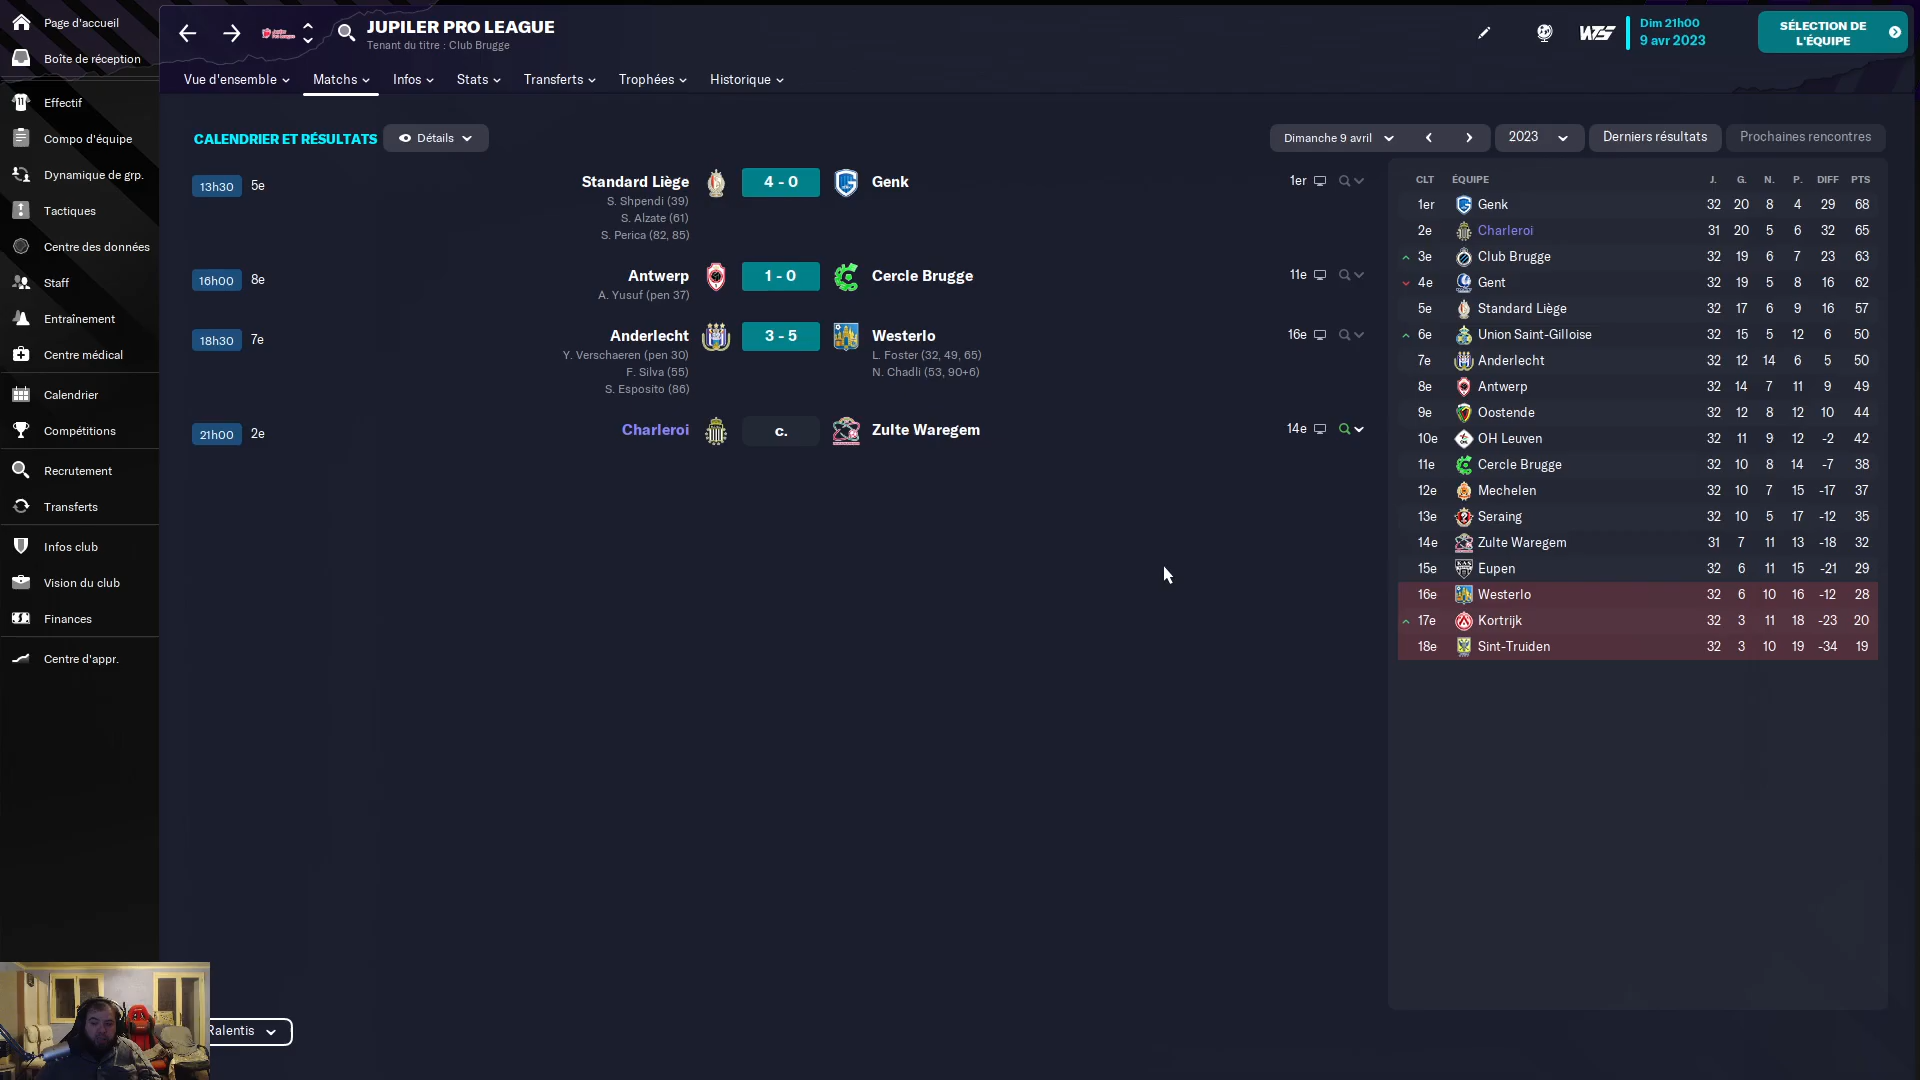 Page d'accueil
Boîte de réception
Effectif
Compo d'équipe
Dynamique de grp.
Tactiques
Centre des données
Staff
Entraînement
Centre médical
Calendrier
Compétitions
Recrutement
Transferts
Infos club
Vision du club
Finances
Centre d'appr.
JUPILER PRO LEAGUE
Tenant du titre : Club Brugge
Dim 21h00
9 avr 2023
SÉLECTION DE
L'ÉQUIPE
Vue d'ensemble Matchs Infos Stats Transferts Trophées Historique
CALENDRIER ET RÉSULTATS Détails
Dimanche 9 avril 2023 Derniers résultats Prochaines rencontres
13h30 5e Standard Liège 4 - 0 Genk 1er
S. Shpendi (39)
S. Alzate (61)
S. Perica (82, 85)
16h00 8e Antwerp 1 - 0 Cercle Brugge 11e
A. Yusuf (pen 37)
18h30 7e Anderlecht 3 - 5 Westerlo 16e
Y. Verschaeren (pen 30) L. Foster (32, 49, 65)
F. Silva (55) N. Chadli (53, 90+6)
S. Esposito (86)
21h00 2e Charleroi c. Zulte Waregem 14e
CLT ÉQUIPE J. G. N. P. DIFF PTS
1er Genk 32 20 8 4 29 68
2e Charleroi 31 20 5 6 32 65
3e Club Brugge 32 19 6 7 23 63
4e Gent 32 19 5 8 16 62
5e Standard Liège 32 17 6 9 16 57
6e Union Saint-Gilloise 32 15 5 12 6 50
7e Anderlecht 32 12 14 6 5 50
8e Antwerp 32 14 7 11 9 49
9e Oostende 32 12 8 12 10 44
10e OH Leuven 32 11 9 12 -2 42
11e Cercle Brugge 32 10 8 14 -7 38
12e Mechelen 32 10 7 15 -17 37
13e Seraing 32 10 5 17 -12 35
14e Zulte Waregem 31 7 11 13 -18 32
15e Eupen 32 6 11 15 -21 29
16e Westerlo 32 6 10 16 -12 28
17e Kortrijk 32 3 11 18 -23 20
18e Sint-Truiden 32 3 10 19 -34 19
Ralentis